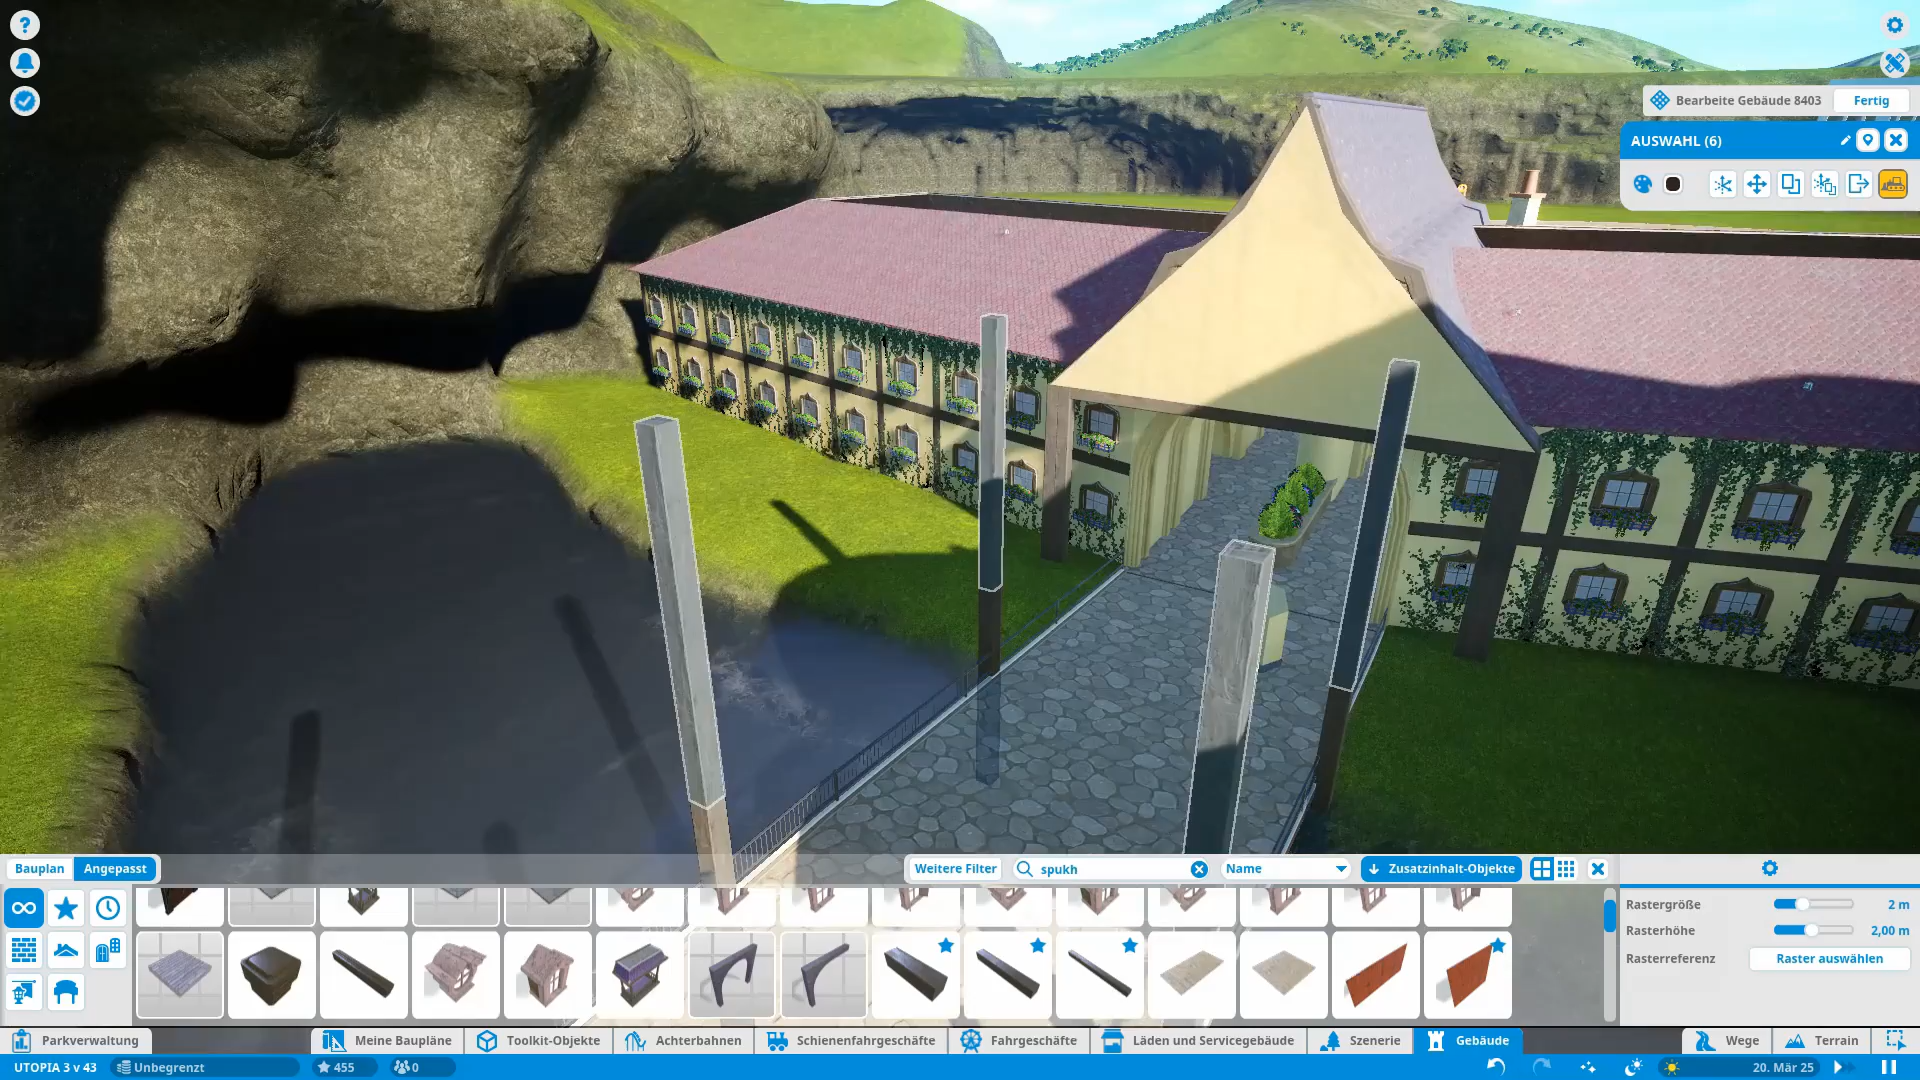 ?
Bearbeite Gebäude 8403
Fertig
AUSWAHL (6)
Bauplan
Angepasst
Weitere Filter
spukh
Name
Zusatzinhalt-Objekte
Rastergröße
2 m
Rasterhöhe
2,00 m
Rasterreferenz
Raster auswählen
Parkverwaltung
Meine Baupläne
Toolkit-Objekte
Achterbahnen
Schienenfahrgeschäfte
Fahrgeschäfte
Läden und Servicegebäude
Szenerie
Gebäude
Wege
Terrain
UTOPIA 3 v 43
Unbegrenzt
455
0
20. Mär 25